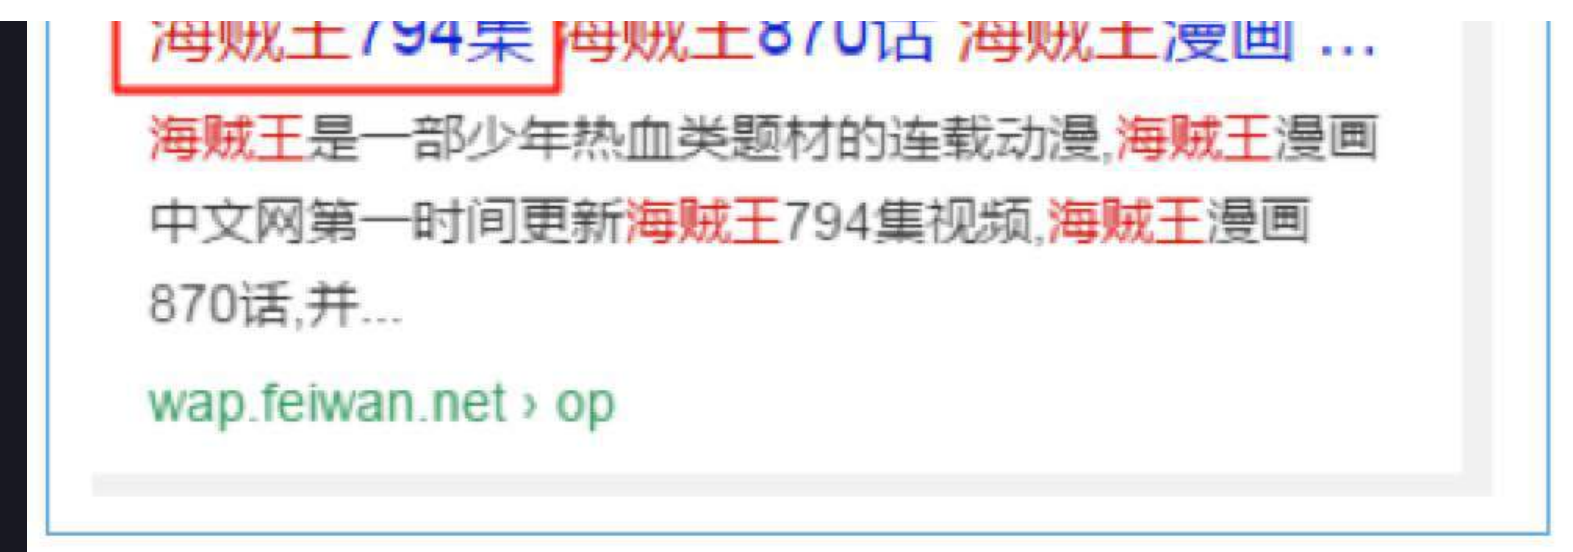 海贼王794集 海贼王870话 海贼王漫画 ...
海贼王是一部少年热血类题材的连载动漫,海贼王漫画
中文网第一时间更新海贼王794集视频,海贼王漫画
870话,并...
wap.feiwan.net › op